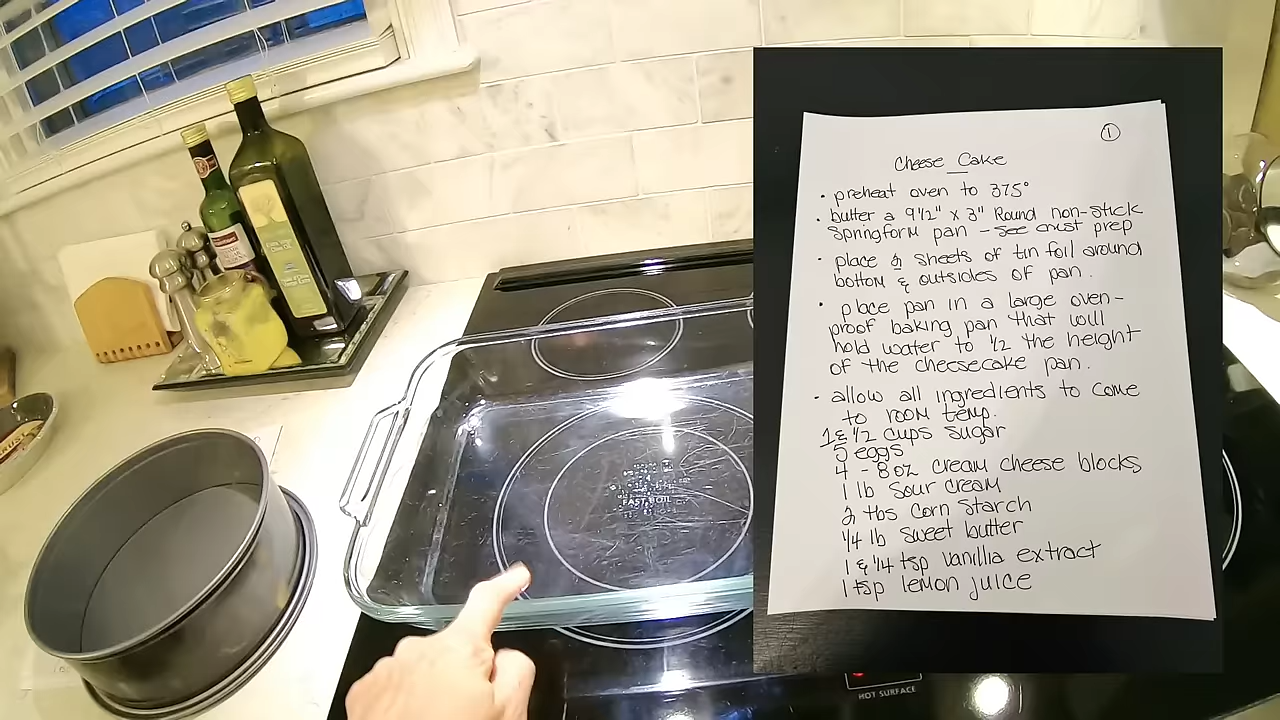 ①
Cheese Cake
• preheat oven to 375°
• butter a 9½" x 3" Round non-stick
springform pan - see crust prep
• place 2 sheets of tin foil around
bottom & outsides of pan.
• place pan in a large oven-
proof baking pan that will
hold water to ½ the height
of the cheesecake pan.
• allow all ingredients to come
to room temp.
1 & ½ cups sugar
5 eggs
4 - 8 oz cream cheese blocks
1 lb sour cream
2 tbs corn starch
¼ lb sweet butter
1 & ¼ tsp vanilla extract
1 tsp lemon juice
FAST BOIL
HOT SURFACE